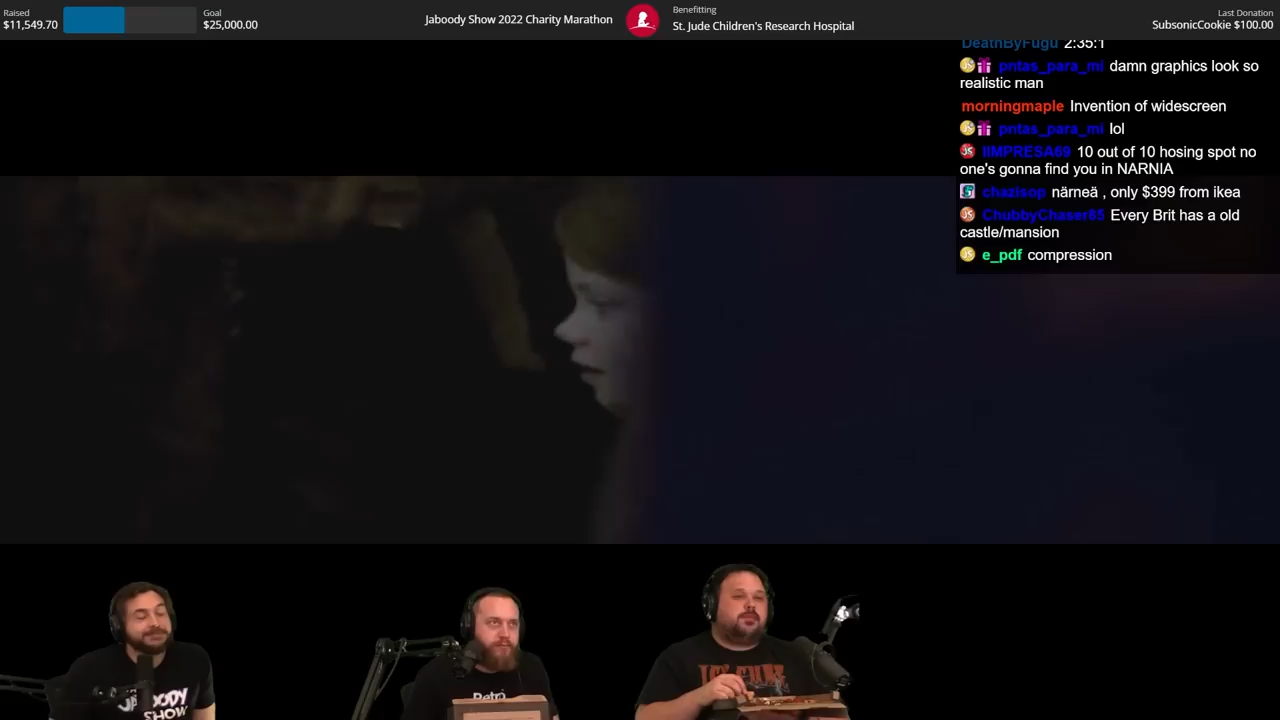 Raised
$11,549.70
Goal
$25,000.00
Jaboody Show 2022 Charity Marathon
Benefitting
St. Jude Children's Research Hospital
Last Donation
SubsonicCookie $100.00
DeathByFugu 2:35:1
pntas_para_mi damn graphics look so
realistic man
morningmaple Invention of widescreen
pntas_para_mi lol
IIMPRESA69 10 out of 10 hosing spot no
one's gonna find you in NARNIA
chazisop närneä , only $399 from ikea
ChubbyChaser85 Every Brit has a old
castle/mansion
e_pdf compression
OODY
SHOW
Retro